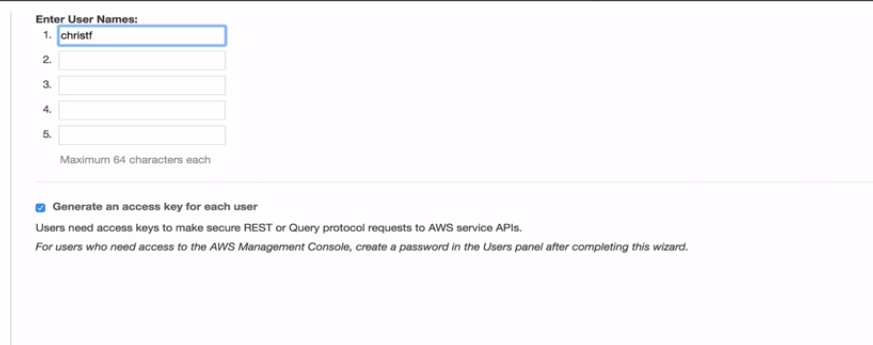 Enter User Names:
1. christf
2.
3.
4.
5.
Maximum 64 characters each
Generate an access key for each user
Users need access keys to make secure REST or Query protocol requests to AWS service APIs.
For users who need access to the AWS Management Console, create a password in the Users panel after completing this wizard.